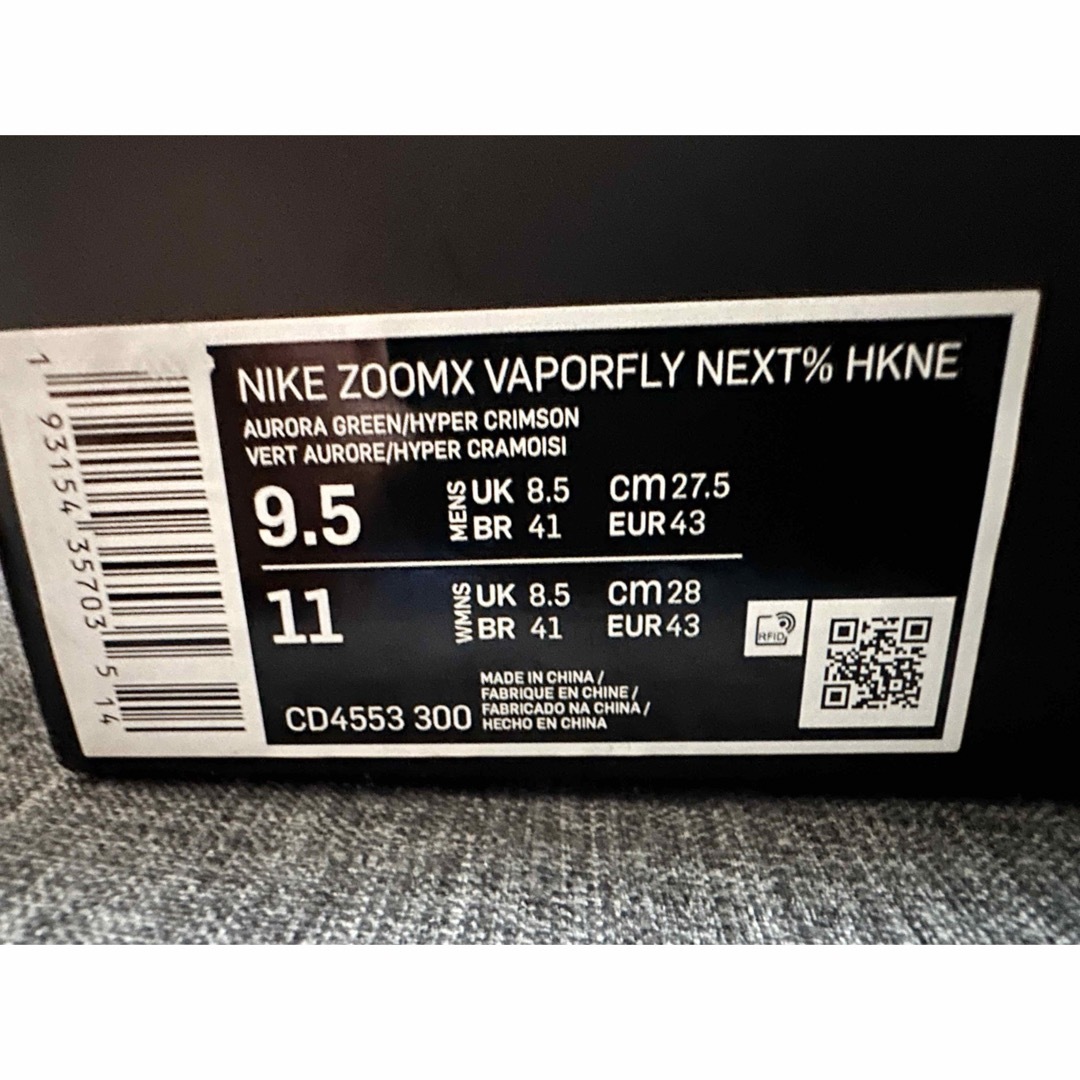 NIKE ZOOMX VAPORFLY NEXT% HKNE
AURORA GREEN/HYPER CRIMSON
VERT AURORE/HYPER CRAMOISI
9.5
MENS
UK 8.5 cm 27.5
BR 41 EUR 43
11
WMNS
UK 8.5 cm 28
BR 41 EUR 43
RFID
MADE IN CHINA /
FABRIQUE EN CHINE /
FABRICADO NA CHINA /
HECHO EN CHINA
CD4553 300
1 93154 35703 5 14